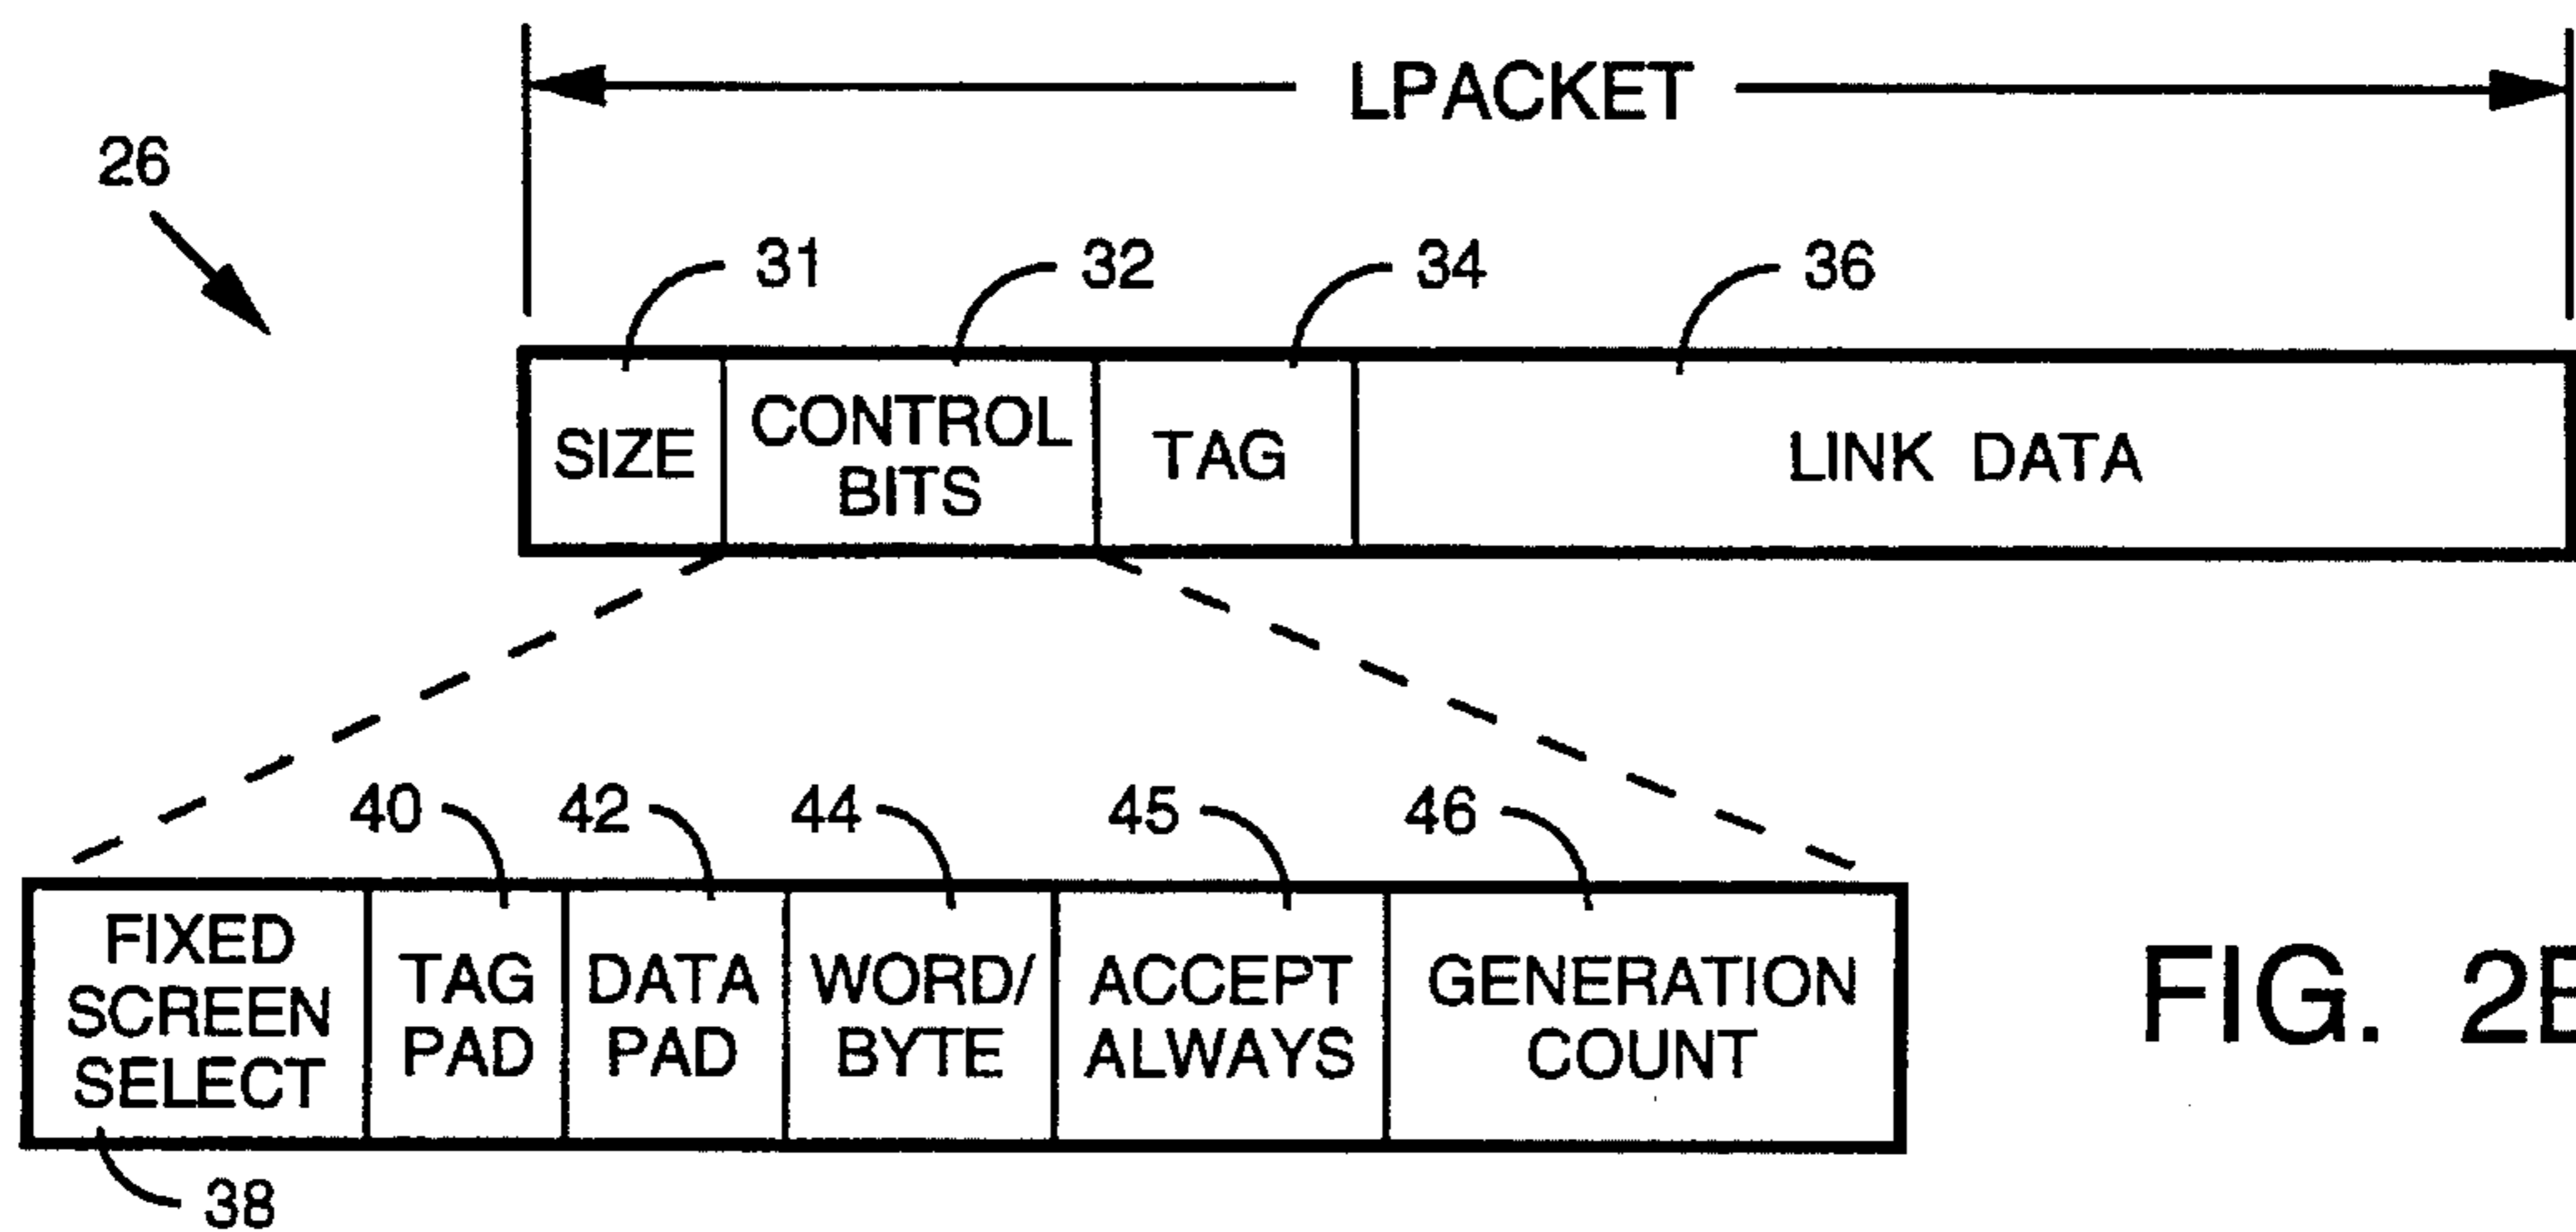 LPACKET
26
31
32
34
36
SIZE
CONTROL
BITS
TAG
LINK DATA
40
42
44
45
46
FIXED
SCREEN
SELECT
TAG
PAD
DATA
PAD
WORD/
BYTE
ACCEPT
ALWAYS
GENERATION
COUNT
38
FIG. 2B